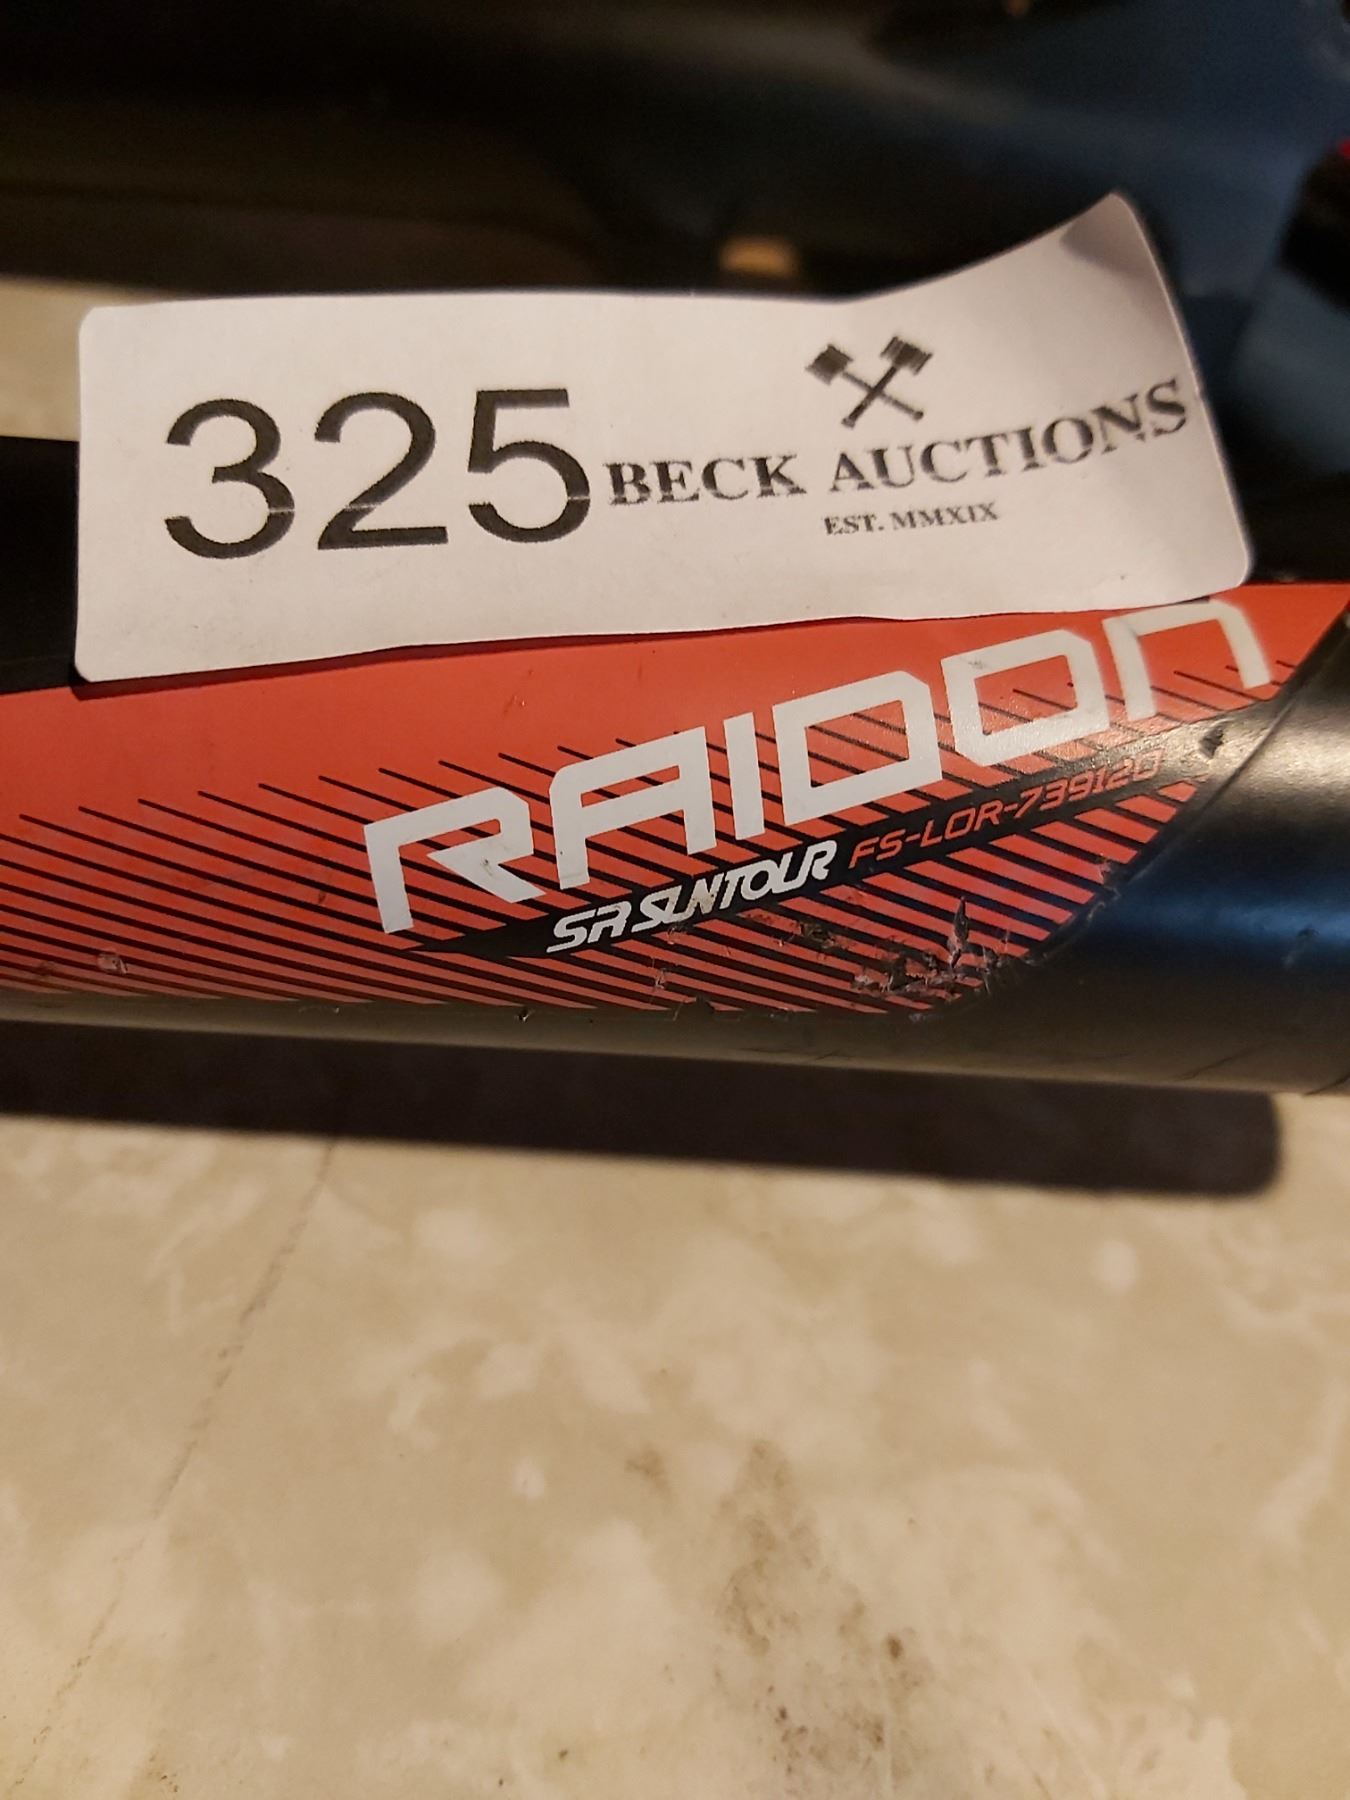 325
BECK AUCTIONS
EST. MMXIX
RAIDON
SR SUNTOUR FS-LOR-739120